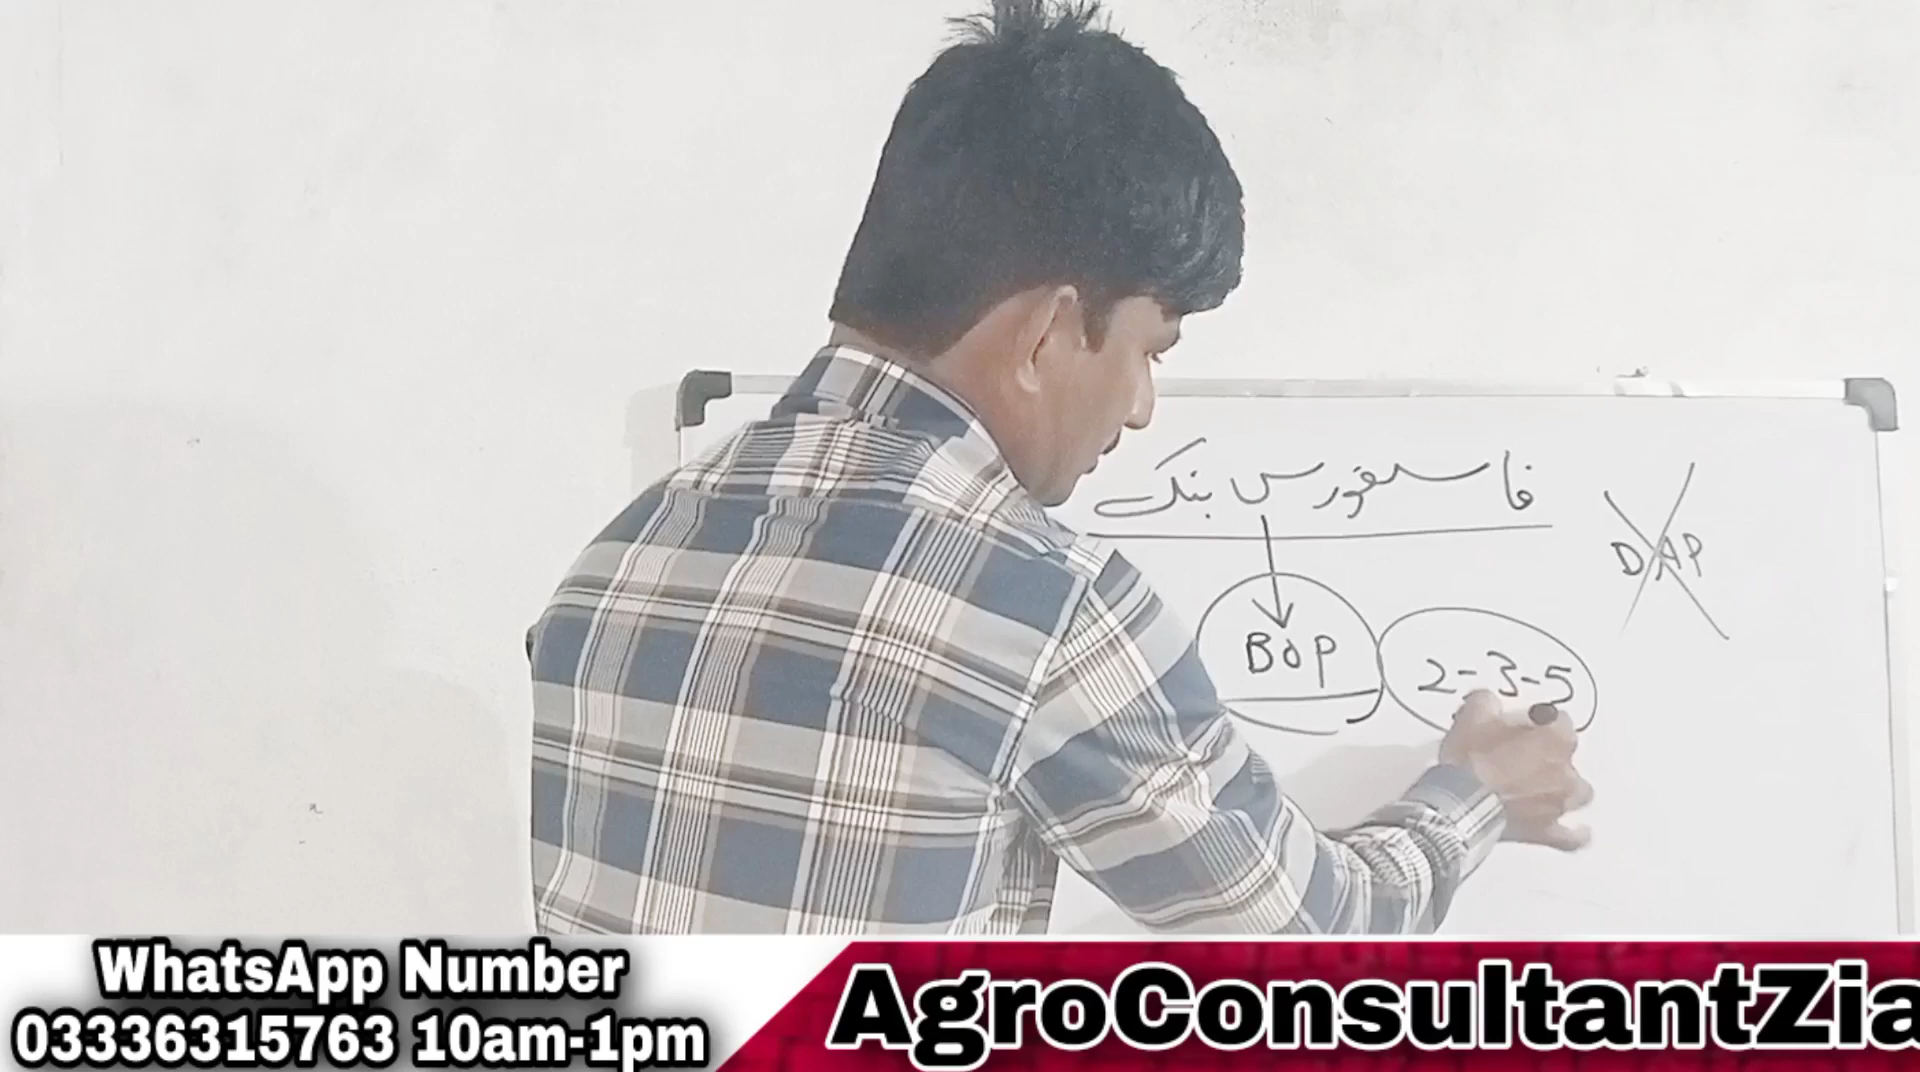 فاسفورس بنک
DAP
BOP
2-3-5
WhatsApp Number
03336315763 10am-1pm
AgroConsultantZia